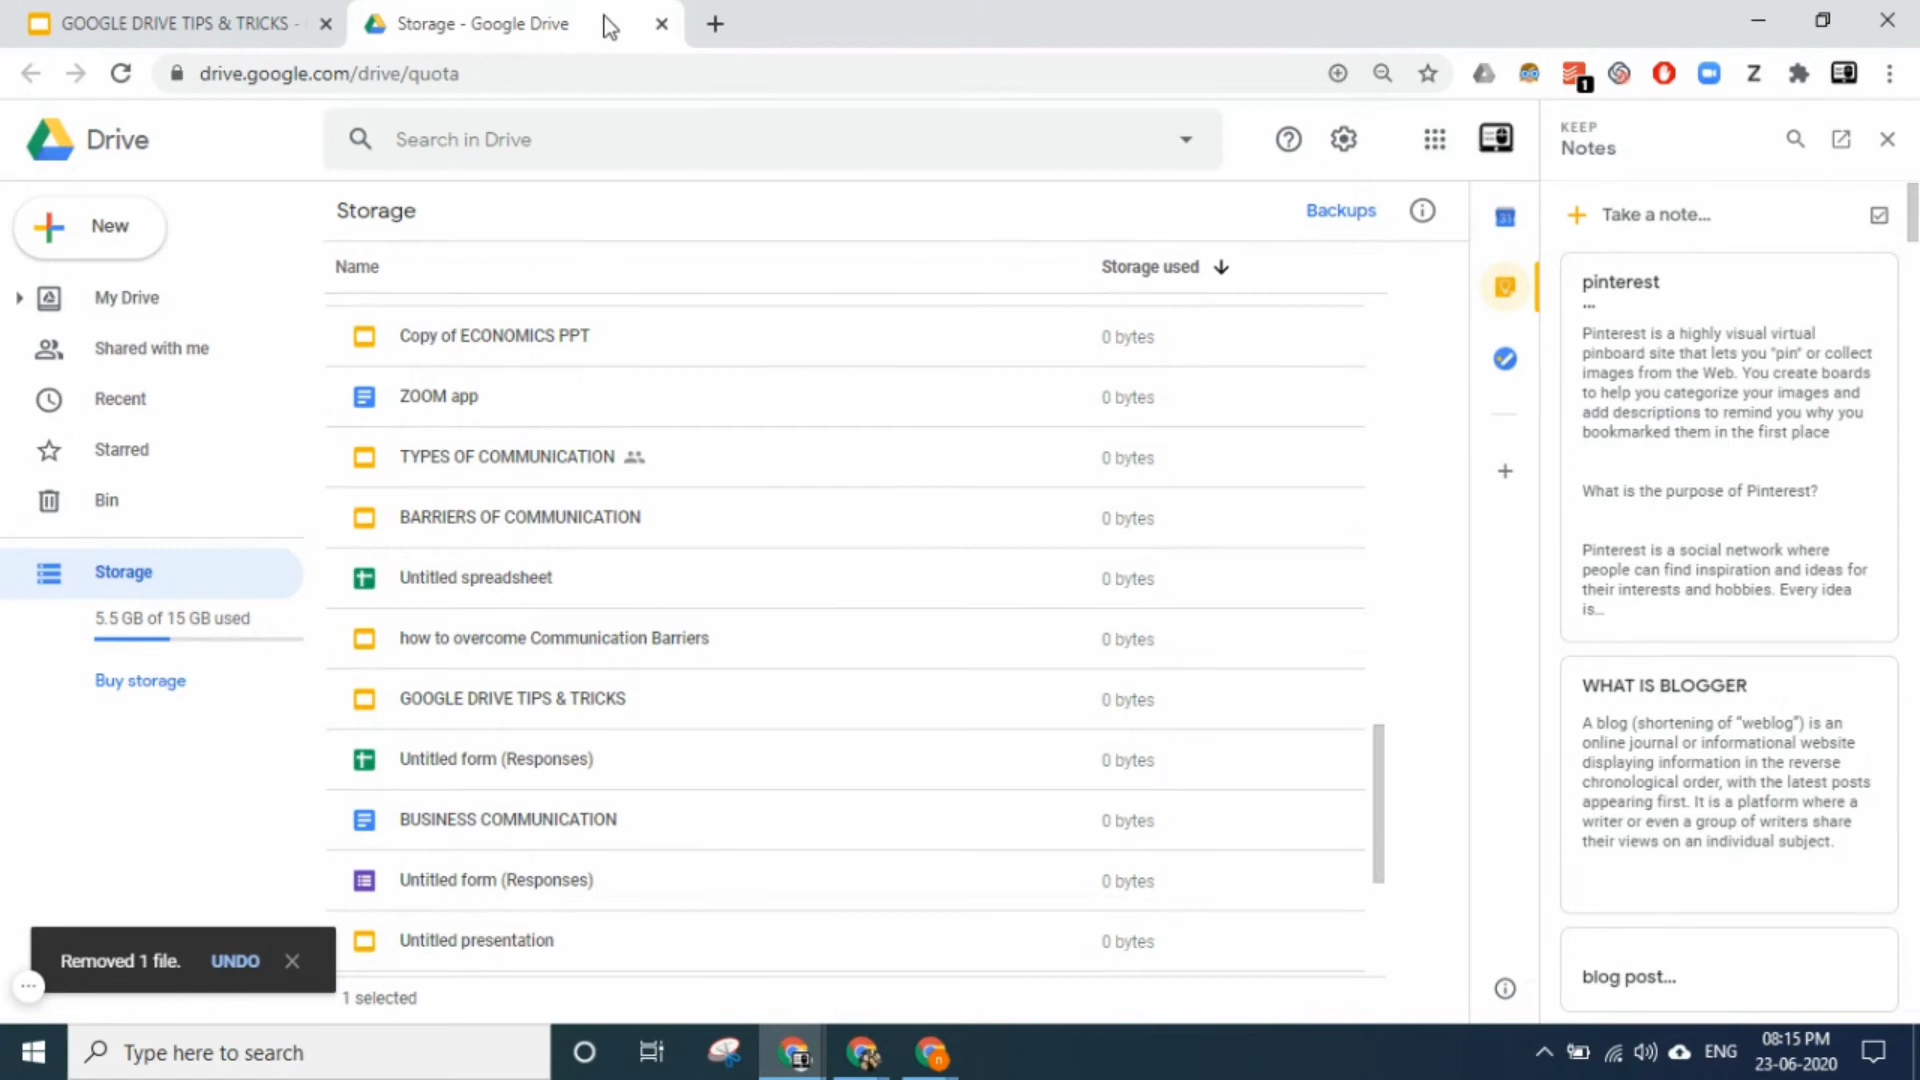 GOOGLE DRIVE TIPS & TRICKS -
Storage - Google Drive
drive.google.com/drive/quota
1
Z
Drive
Search in Drive
KEEP
Notes
New
Storage
Backups
31
Take a note...
Name
Storage used
My Drive
Shared with me
Recent
Starred
Bin
Storage
5.5 GB of 15 GB used
Buy storage
Copy of ECONOMICS PPT
0 bytes
ZOOM app
0 bytes
TYPES OF COMMUNICATION
0 bytes
BARRIERS OF COMMUNICATION
0 bytes
Untitled spreadsheet
0 bytes
how to overcome Communication Barriers
0 bytes
GOOGLE DRIVE TIPS & TRICKS
0 bytes
Untitled form (Responses)
0 bytes
BUSINESS COMMUNICATION
0 bytes
Untitled form (Responses)
0 bytes
Untitled presentation
0 bytes
pinterest
...
Pinterest is a highly visual virtual
pinboard site that lets you "pin" or collect
images from the Web. You create boards
to help you categorize your images and
add descriptions to remind you why you
bookmarked them in the first place
What is the purpose of Pinterest?
Pinterest is a social network where
people can find inspiration and ideas for
their interests and hobbies. Every idea
is...
WHAT IS BLOGGER
A blog (shortening of “weblog”) is an
online journal or informational website
displaying information in the reverse
chronological order, with the latest posts
appearing first. It is a platform where a
writer or even a group of writers share
their views on an individual subject.
blog post...
Removed 1 file. UNDO
1 selected
Type here to search
n
ENG
08:15 PM
23-06-2020